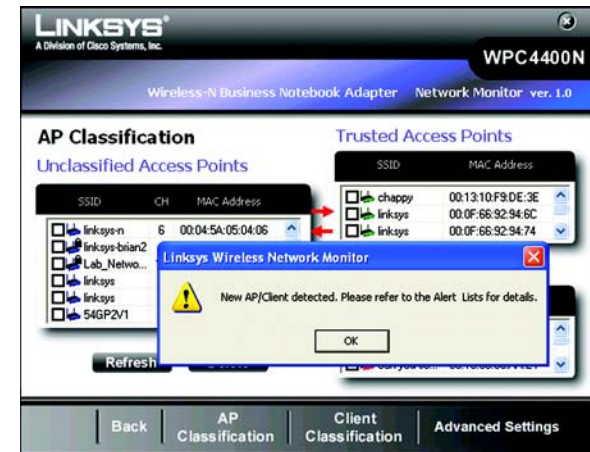 LINKSYS®
A Division of Cisco Systems, Inc.
WPC4400N
Wireless-N Business Notebook Adapter Network Monitor ver. 1.0
AP Classification
Unclassified Access Points
SSID CH MAC Address
linksys-n 6 00:04:5A:05:04:06
linksys-brian2
Lab_Netwo...
linksys
linksys
54GP2V1
Trusted Access Points
SSID MAC Address
chappy 00:13:10:F9:DE:3E
linksys 00:0F:66:92:94:6C
linksys 00:0F:66:92:94:74
Linksys Wireless Network Monitor
New AP/Client detected. Please refer to the Alert Lists for details.
OK
Refresh
Back
AP Classification
Client Classification
Advanced Settings